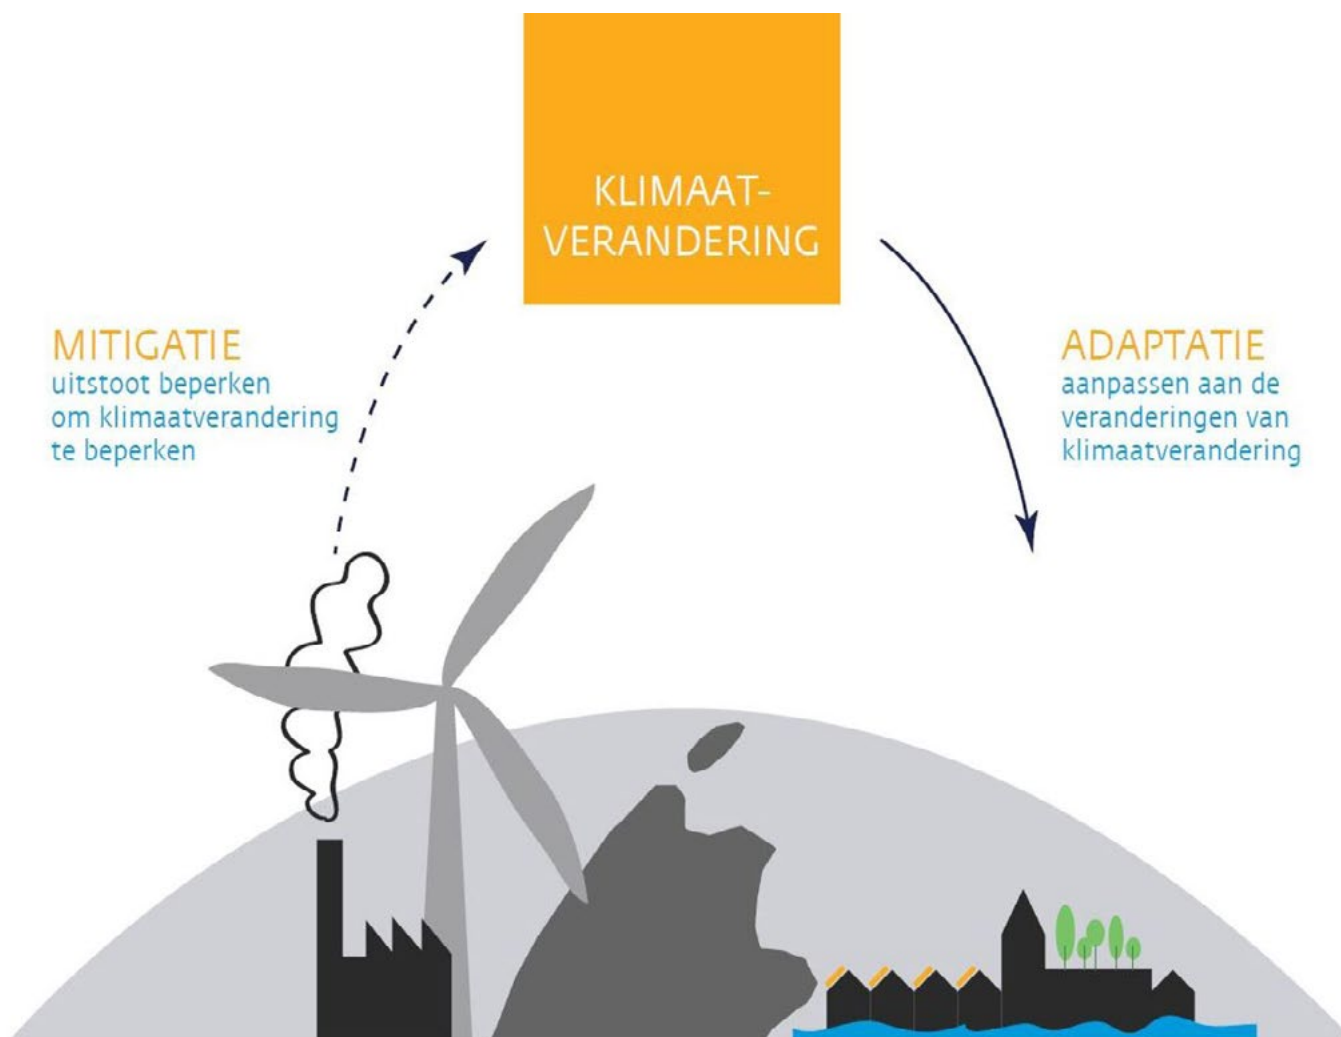 KLIMAAT-
VERANDERING
MITIGATIE
uitstoot beperken
om klimaatverandering
te beperken
ADAPTATIE
aanpassen aan de
veranderingen van
klimaatverandering